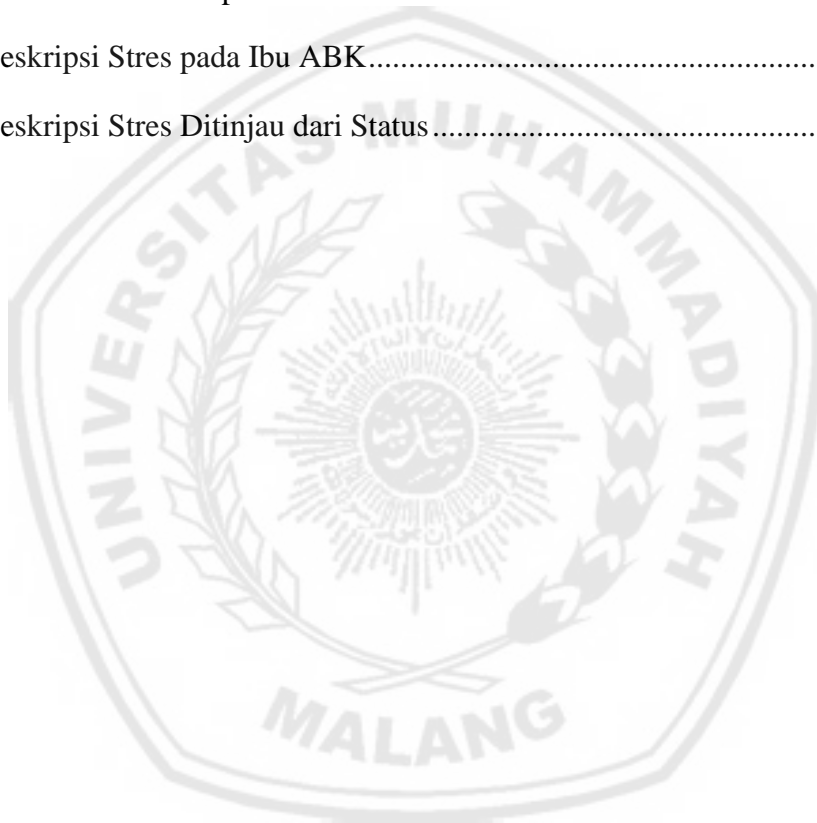 eskripsi Stres pada Ibu ABK........................................................
eskripsi Stres Ditinjau dari Status................................................
UNIVERSITAS MUHAMMADIYAH
MALANG